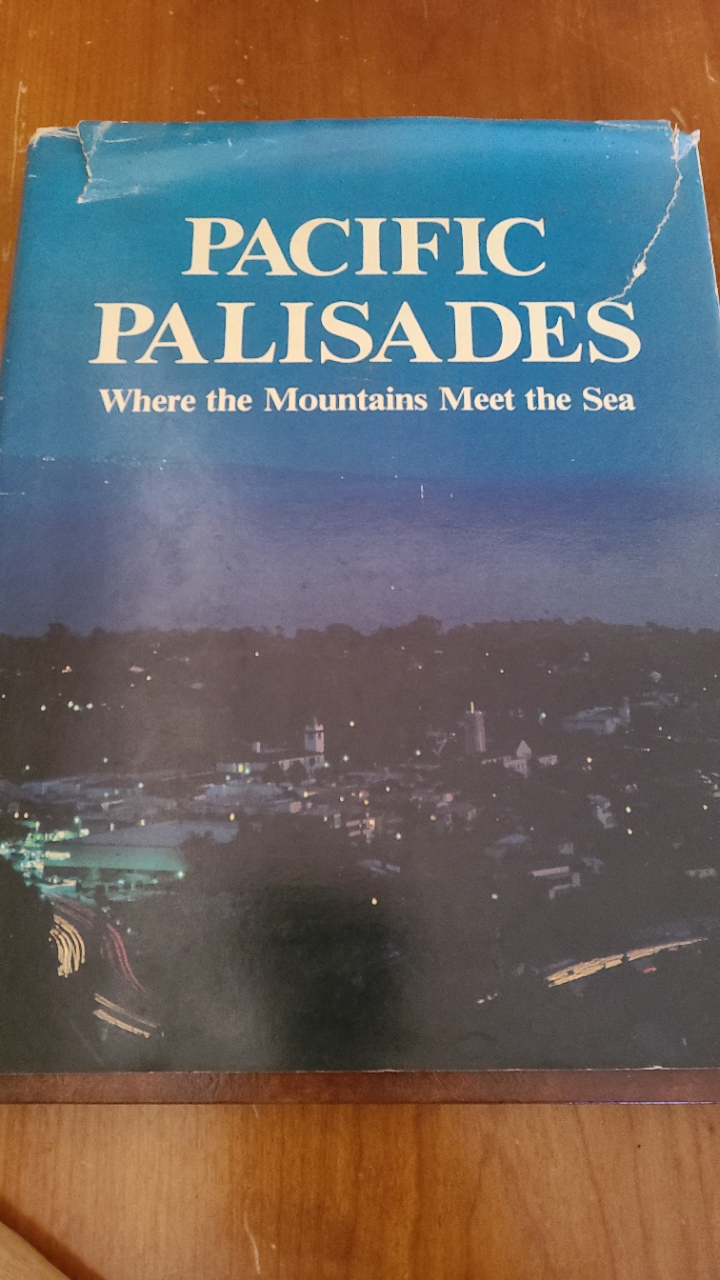 PACIFIC
PALISADES
Where the Mountains Meet the Sea